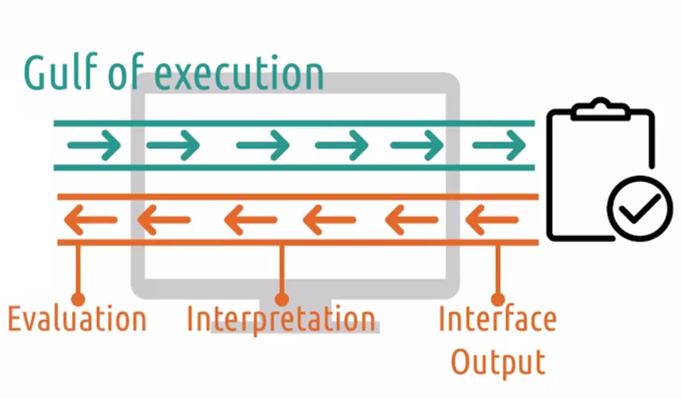 Gulf of execution
Evaluation
Interpretation
Interface
Output